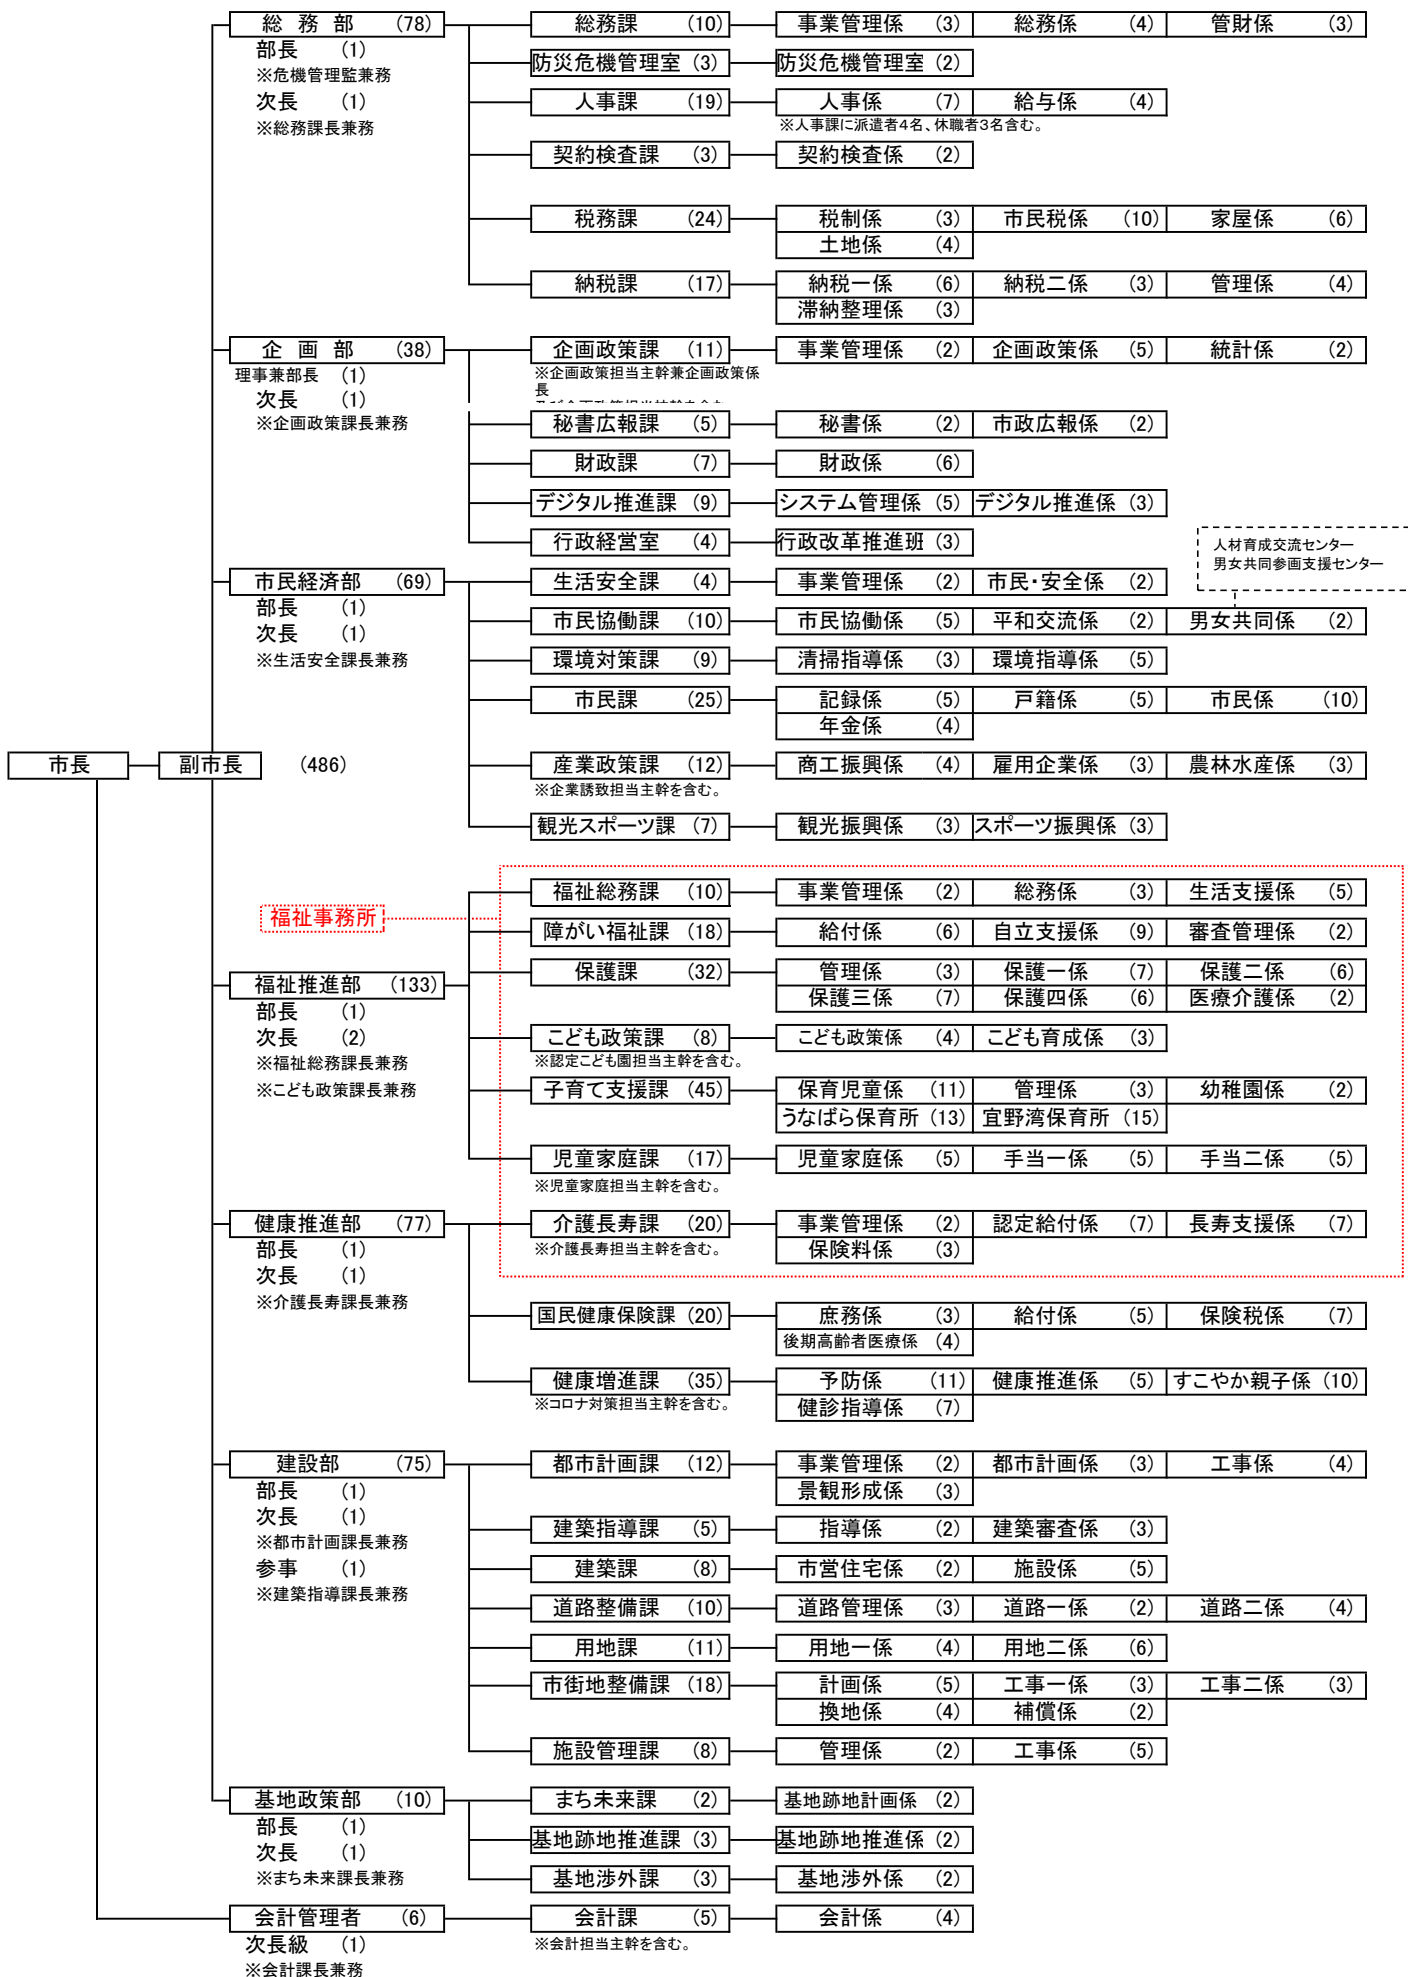 総 務 部 (78) 総務課 (10) 事業管理係 (3) 総務係 (4) 管財係 (3)
部長 (1)
※危機管理監兼務
防災危機管理室 (3) 防災危機管理室 (2)
次長 (1)
※総務課長兼務
人事課 (19) 人事係 (7) 給与係 (4)
※人事課に派遣者4名、休職者3名含む。
契約検査課 (3) 契約検査係 (2)
税務課 (24) 税制係 (3) 市民税係 (10) 家屋係 (6)
土地係 (4)
納税課 (17) 納税一係 (6) 納税二係 (3) 管理係 (4)
滞納整理係 (3)
企 画 部 (38) 企画政策課 (11) 事業管理係 (2) 企画政策係 (5) 統計係 (2)
理事兼部長 (1)
次長 (1)
※企画政策課長兼務
※企画政策担当主幹兼企画政策係
長
秘書広報課 (5) 秘書係 (2) 市政広報係 (2)
財政課 (7) 財政係 (6)
デジタル推進課 (9) システム管理係 (5) デジタル推進係 (3)
行政経営室 (4) 行政改革推進班 (3)
人材育成交流センター
男女共同参画支援センター
市民経済部 (69) 生活安全課 (4) 事業管理係 (2) 市民・安全係 (2)
部長 (1)
次長 (1)
※生活安全課長兼務
市民協働課 (10) 市民協働係 (5) 平和交流係 (2) 男女共同係 (2)
環境対策課 (9) 清掃指導係 (3) 環境指導係 (5)
市民課 (25) 記録係 (5) 戸籍係 (5) 市民係 (10)
年金係 (4)
市長 副市長 (486) 産業政策課 (12) 商工振興係 (4) 雇用企業係 (3) 農林水産係 (3)
※企業誘致担当主幹を含む。
観光スポーツ課 (7) 観光振興係 (3) スポーツ振興係 (3)
福祉総務課 (10) 事業管理係 (2) 総務係 (3) 生活支援係 (5)
福祉事務所
障がい福祉課 (18) 給付係 (6) 自立支援係 (9) 審査管理係 (2)
保護課 (32) 管理係 (3) 保護一係 (7) 保護二係 (6)
保護三係 (7) 保護四係 (6) 医療介護係 (2)
福祉推進部 (133)
部長 (1)
次長 (2)
※福祉総務課長兼務
※こども政策課長兼務
こども政策課 (8) こども政策係 (4) こども育成係 (3)
※認定こども園担当主幹を含む。
子育て支援課 (45) 保育児童係 (11) 管理係 (3) 幼稚園係 (2)
うなばら保育所 (13) 宜野湾保育所 (15)
児童家庭課 (17) 児童家庭係 (5) 手当一係 (5) 手当二係 (5)
※児童家庭担当主幹を含む。
健康推進部 (77) 介護長寿課 (20) 事業管理係 (2) 認定給付係 (7) 長寿支援係 (7)
部長 (1)
次長 (1)
※介護長寿課長兼務
※介護長寿担当主幹を含む。
保険料係 (3)
国民健康保険課 (20) 庶務係 (3) 給付係 (5) 保険税係 (7)
後期高齢者医療係 (4)
健康増進課 (35) 予防係 (11) 健康推進係 (5) すこやか親子係 (10)
※コロナ対策担当主幹を含む。
健診指導係 (7)
建設部 (75) 都市計画課 (12) 事業管理係 (2) 都市計画係 (3) 工事係 (4)
部長 (1)
景観形成係 (3)
次長 (1)
※都市計画課長兼務
参事 (1)
※建築指導課長兼務
建築指導課 (5) 指導係 (2) 建築審査係 (3)
建築課 (8) 市営住宅係 (2) 施設係 (5)
道路整備課 (10) 道路管理係 (3) 道路一係 (2) 道路二係 (4)
用地課 (11) 用地一係 (4) 用地二係 (6)
市街地整備課 (18) 計画係 (5) 工事一係 (3) 工事二係 (3)
換地係 (4) 補償係 (2)
施設管理課 (8) 管理係 (2) 工事係 (5)
基地政策部 (10) まち未来課 (2) 基地跡地計画係 (2)
部長 (1)
次長 (1)
※まち未来課長兼務
基地跡地推進課 (3) 基地跡地推進係 (2)
基地渉外課 (3) 基地渉外係 (2)
会計管理者 (6) 会計課 (5) 会計係 (4)
次長級 (1)
※会計課長兼務
※会計担当主幹を含む。